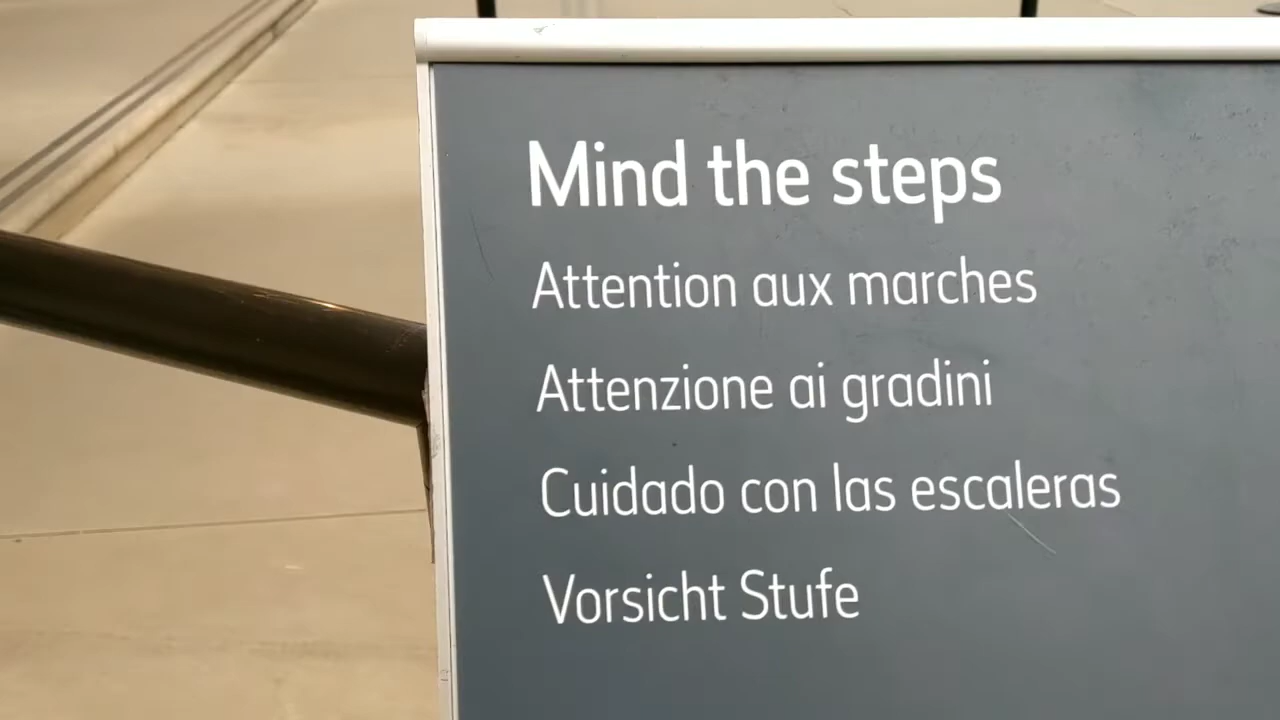 Mind the steps
Attention aux marches
Attenzione ai gradini
Cuidado con las escaleras
Vorsicht Stufe